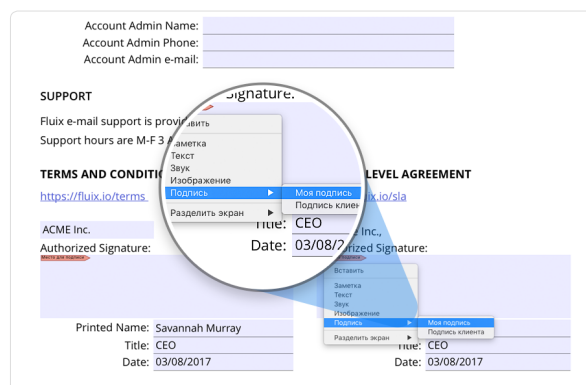 Account Admin Name:
Account Admin Phone:
Account Admin e-mail:
SUPPORT
Fluix e-mail support is provi
Support hours are M-F 3 A
TERMS AND CONDITI
LEVEL AGREEMENT
https://fluix.io/terms
ix.io/sla
Signature:
авить
Заметка
Текст
Звук
Изображение
Подпись ▶ Моя подпись
Подпись клиен
Разделить экран ▶
Title: CEO
Date: 03/08/2
ACME Inc.
e Inc.,
Authorized Signature:
rized Signature:
Место для подписи
Вставить
Заметка
Текст
Звук
Изображение
Подпись ▶ Моя подпись
Подпись клиента
Разделить экран ▶
Printed Name: Savannah Murray
Title: CEO
Title: CEO
Date: 03/08/2017
Date: 03/08/2017